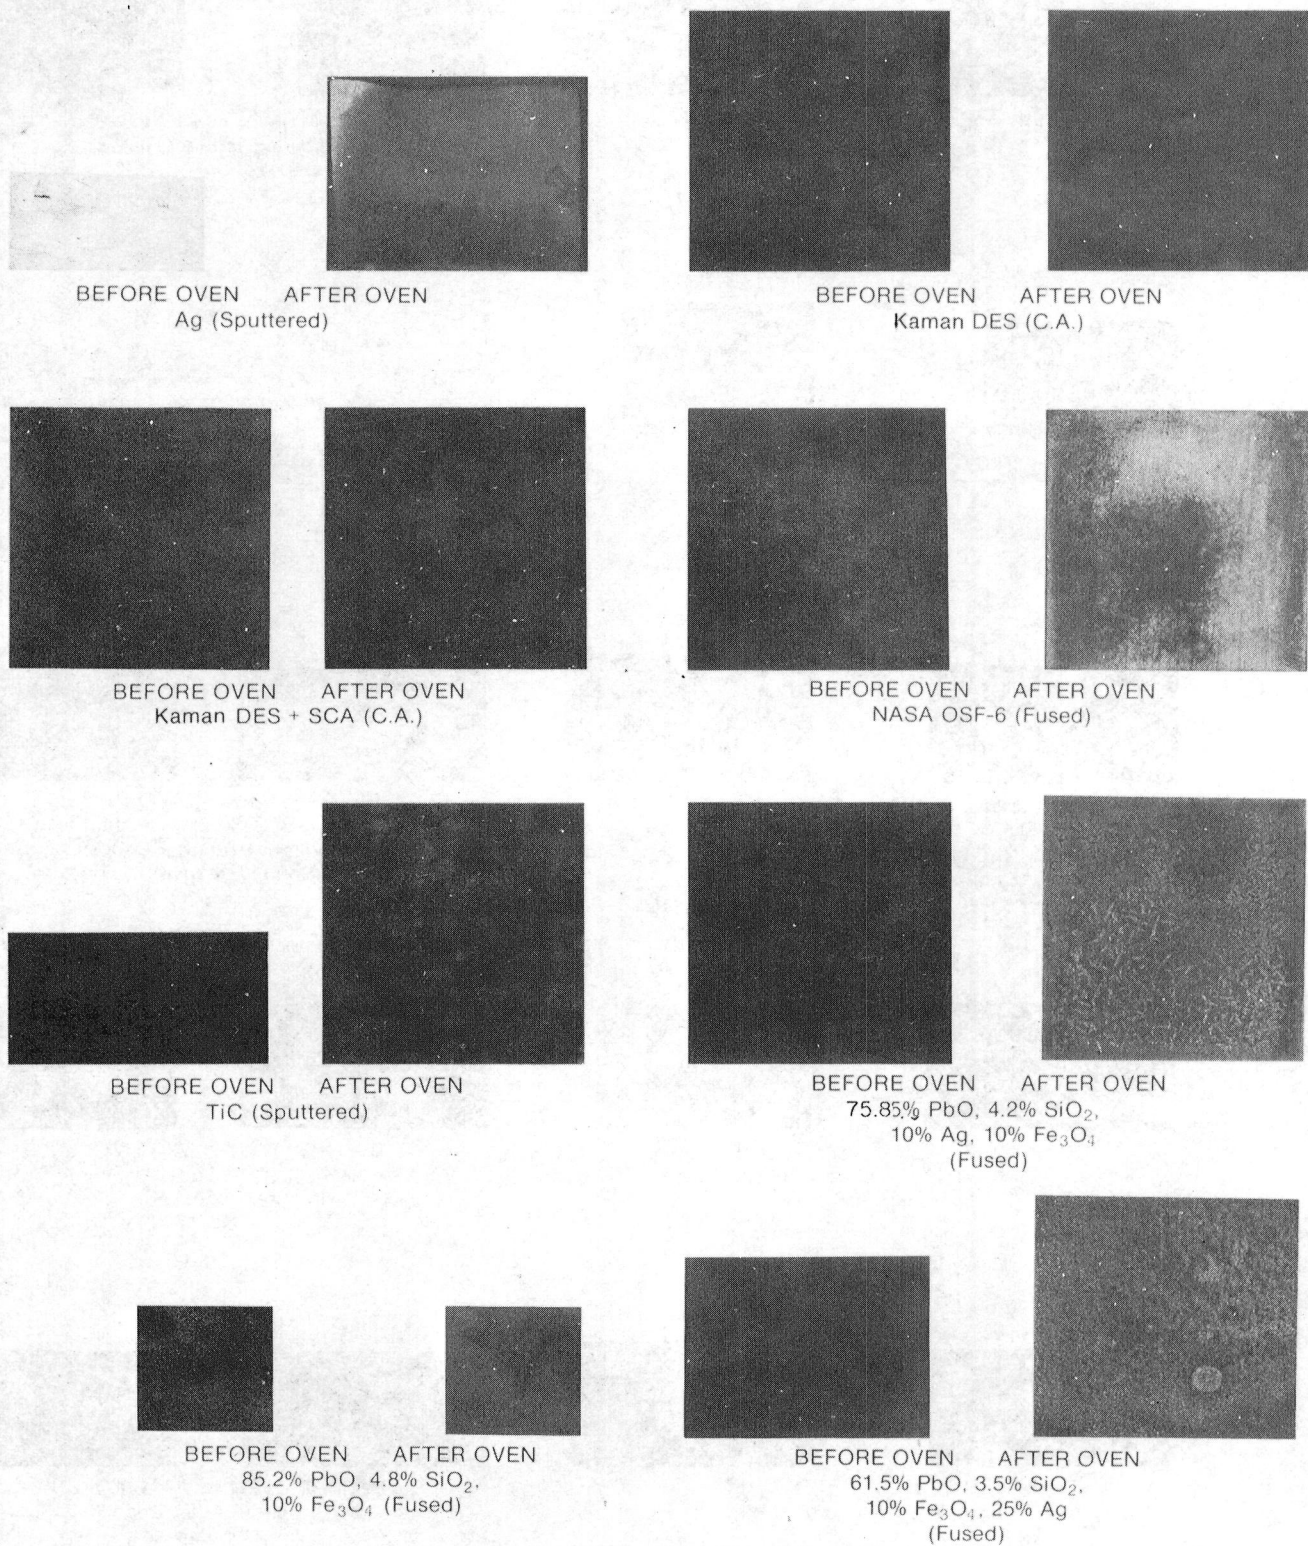 BEFORE OVEN AFTER OVEN
Ag (Sputtered)
BEFORE OVEN AFTER OVEN
Kaman DES (C.A.)
BEFORE OVEN AFTER OVEN
Kaman DES + SCA (C.A.)
BEFORE OVEN AFTER OVEN
NASA OSF-6 (Fused)
BEFORE OVEN AFTER OVEN
TiC (Sputtered)
BEFORE OVEN AFTER OVEN
75.85% PbO, 4.2% SiO₂,
10% Ag, 10% Fe₃O₄
(Fused)
BEFORE OVEN AFTER OVEN
85.2% PbO, 4.8% SiO₂,
10% Fe₃O₄ (Fused)
BEFORE OVEN AFTER OVEN
61.5% PbO, 3.5% SiO₂,
10% Fe₃O₄, 25% Ag
(Fused)